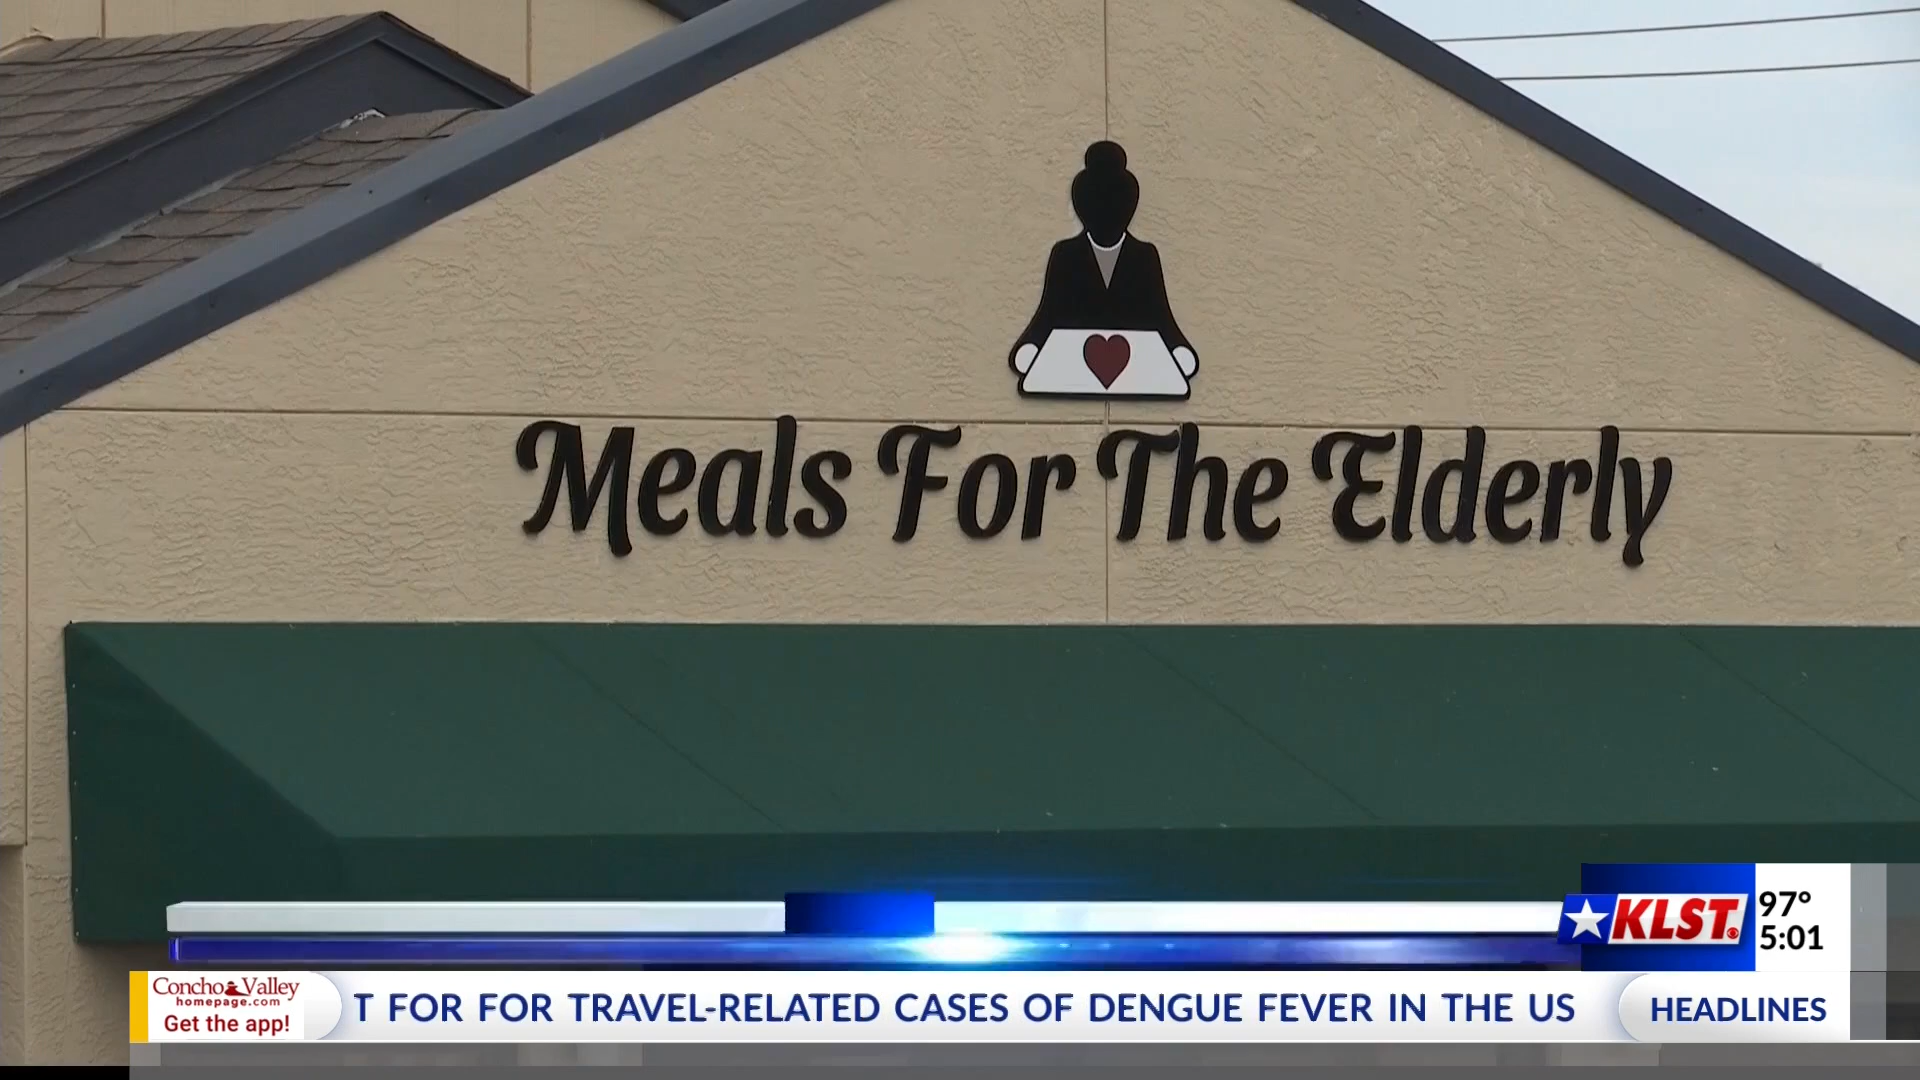 Meals For The Elderly
KLST
97°
5:01
Concho Valley
homepage.com
Get the app!
T FOR FOR TRAVEL-RELATED CASES OF DENGUE FEVER IN THE US
HEADLINES